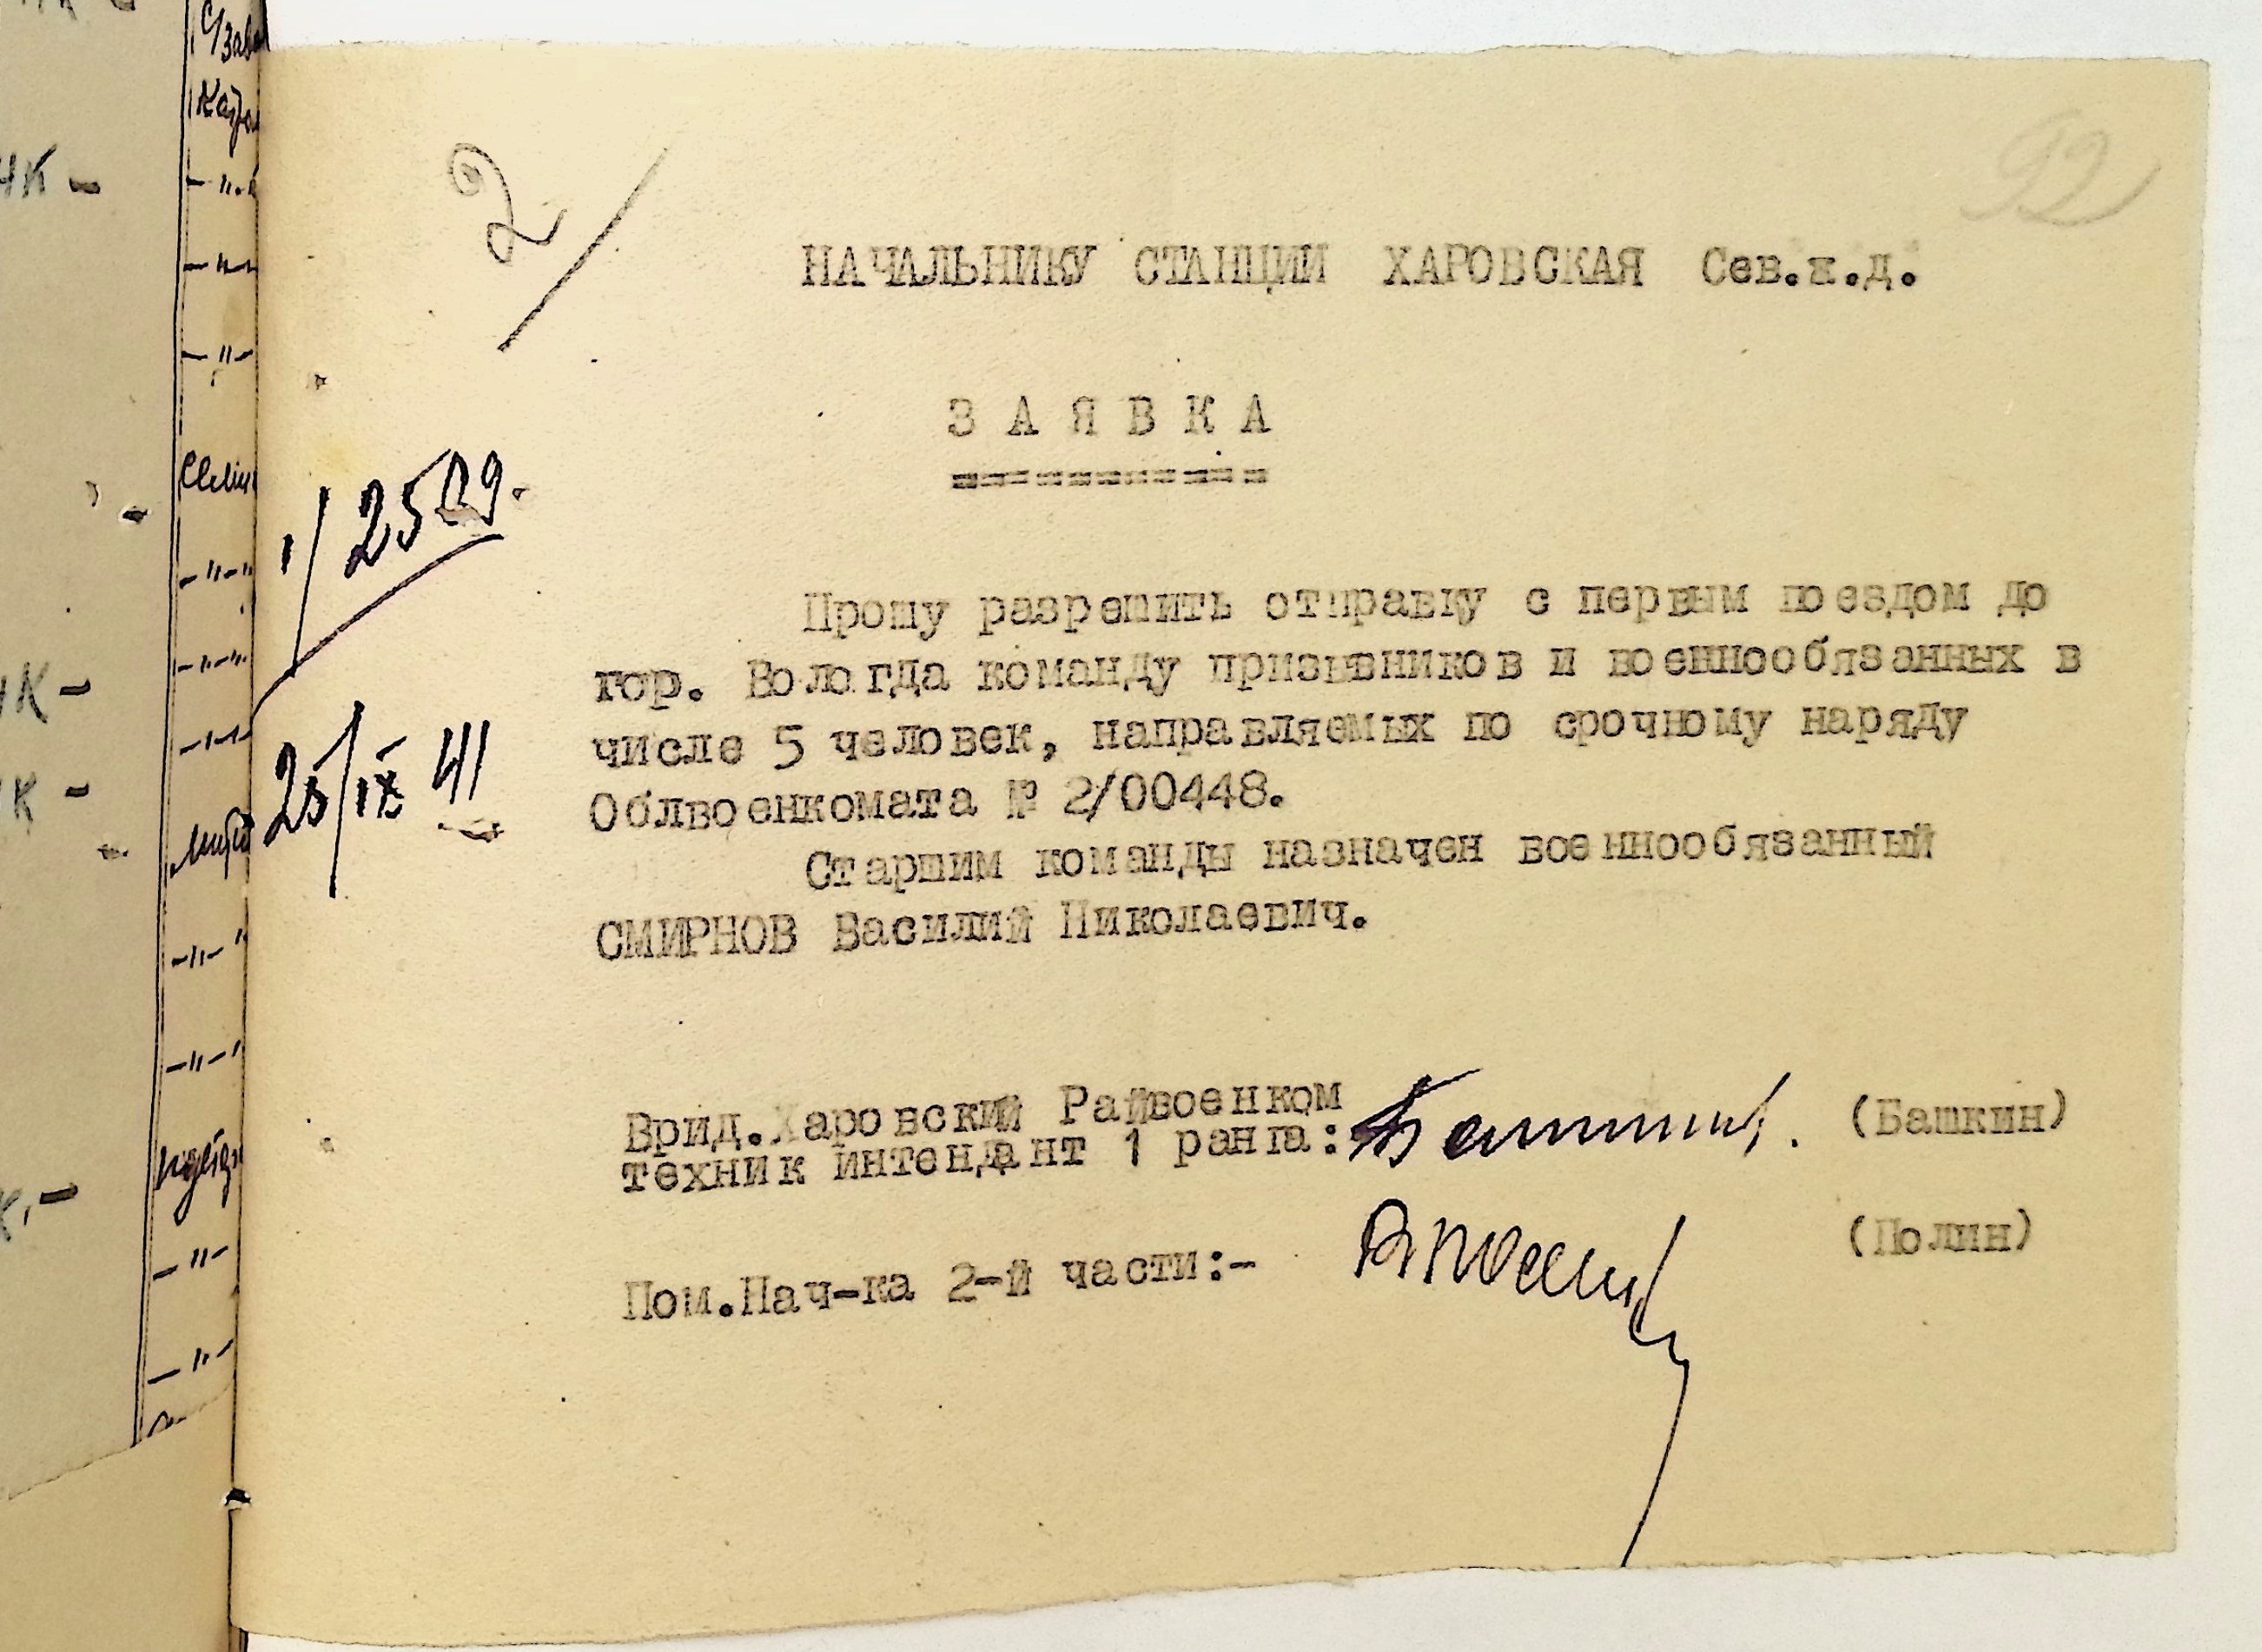 92
2/
НАЧАЛЬНИКУ СТАНЦИИ ХАРОВСКАЯ Сев.ж.д.
З А Я В К А
1/2529.
Прошу разрешить отправку с первым поездом до
гор. Вологда команду призывников и военнообязанных в
числе 5 человек, направляемых по срочному наряду
Облвоенкомата № 2/00448.
25/IX 41
Старшим команды назначен военнообязанный
СМИРНОВ Василий Николаевич.
Врид.Харовский Райвоенком
техник интендант 1 ранга: (Башкин)
Пом.Нач-ка 2-й части:- (Полин)